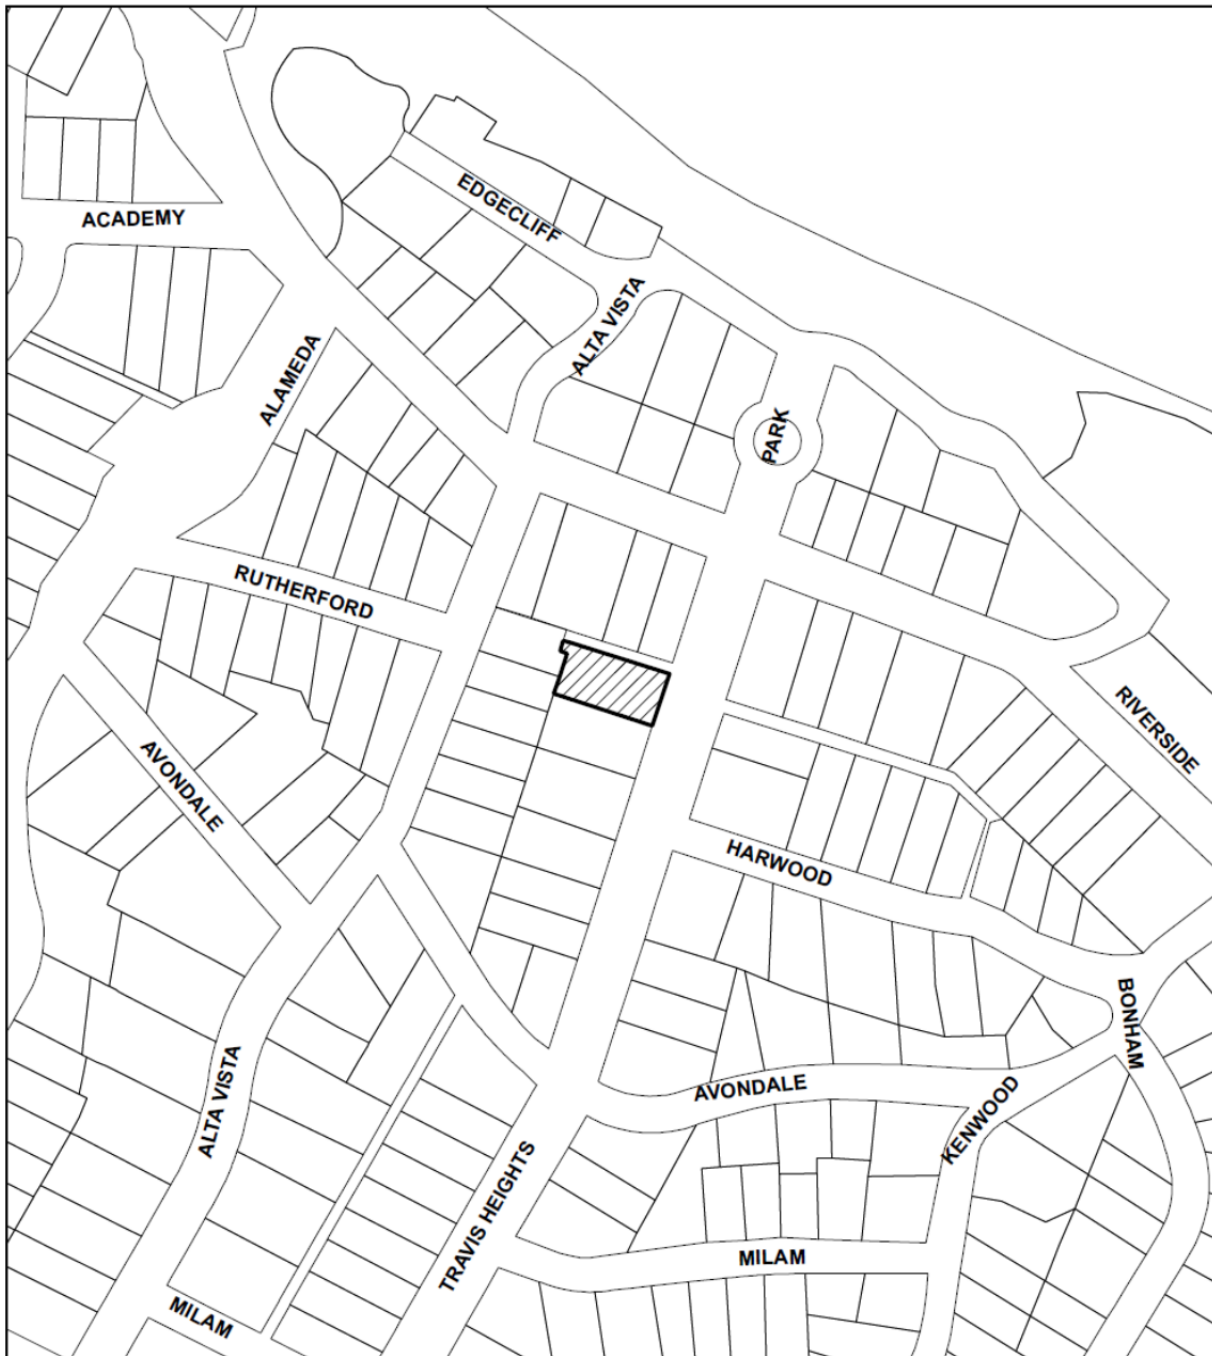 EDGECLIFF
ACADEMY
ALTA VISTA
ALAMEDA
PARK
RUTHERFORD
RIVERSIDE
AVONDALE
HARWOOD
BONHAM
ALTA VISTA
AVONDALE
KENWOOD
TRAVIS HEIGHTS
MILAM
MILAM